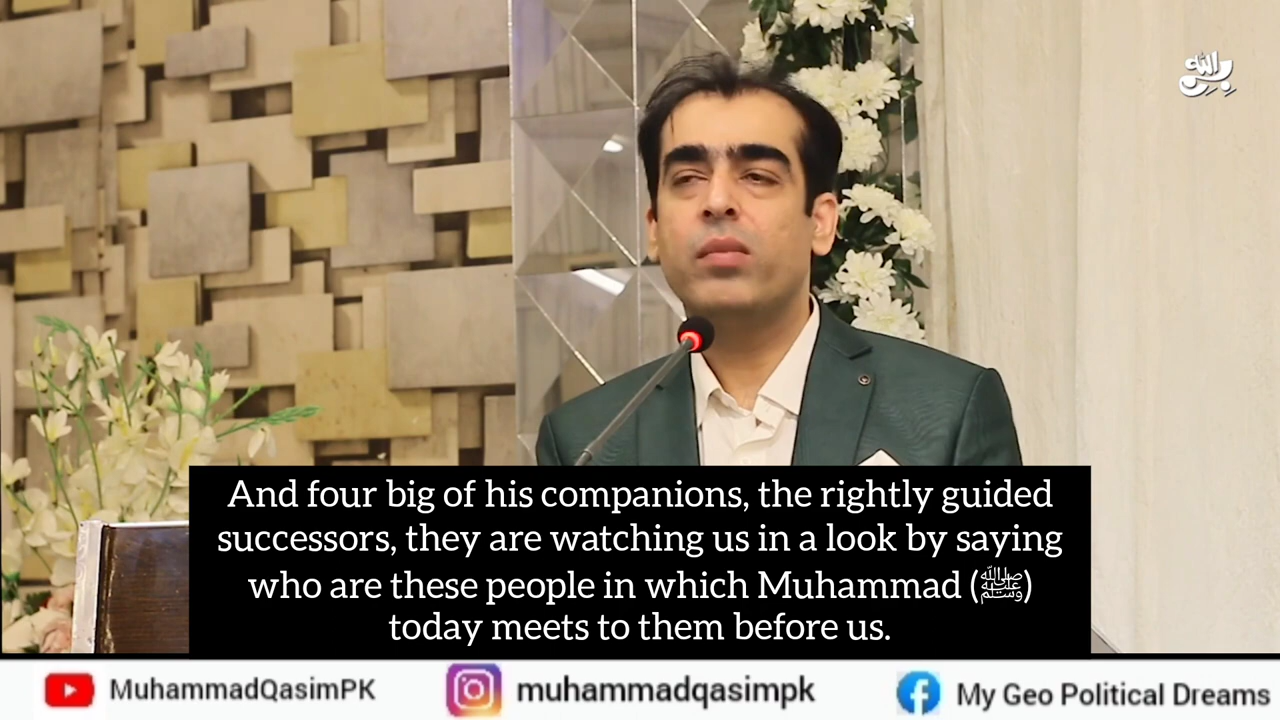 بسم الله
And four big of his companions, the rightly guided
successors, they are watching us in a look by saying
who are these people in which Muhammad (ﷺ)
today meets to them before us.
MuhammadQasimPK
muhammadqasimpk
My Geo Political Dreams